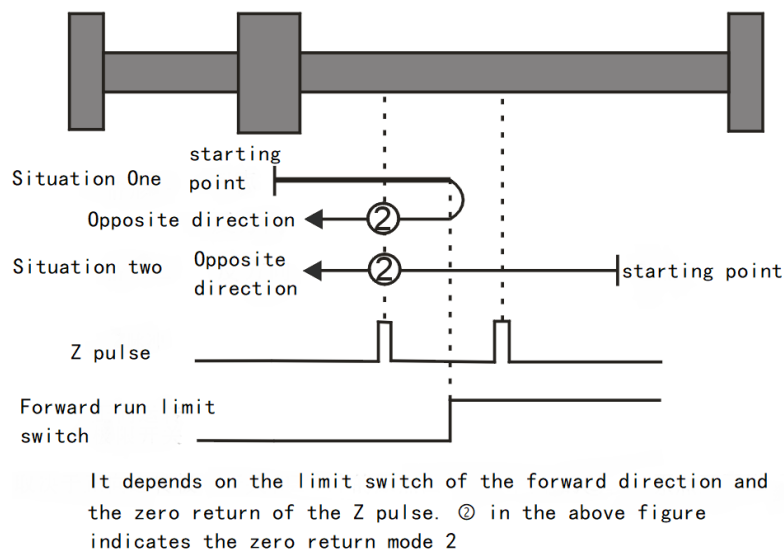 starting
Situation One point
Opposite direction ②
Situation two Opposite
direction ② starting point
Z pulse
Forward run limit
switch
It depends on the limit switch of the forward direction and
the zero return of the Z pulse. ② in the above figure
indicates the zero return mode 2